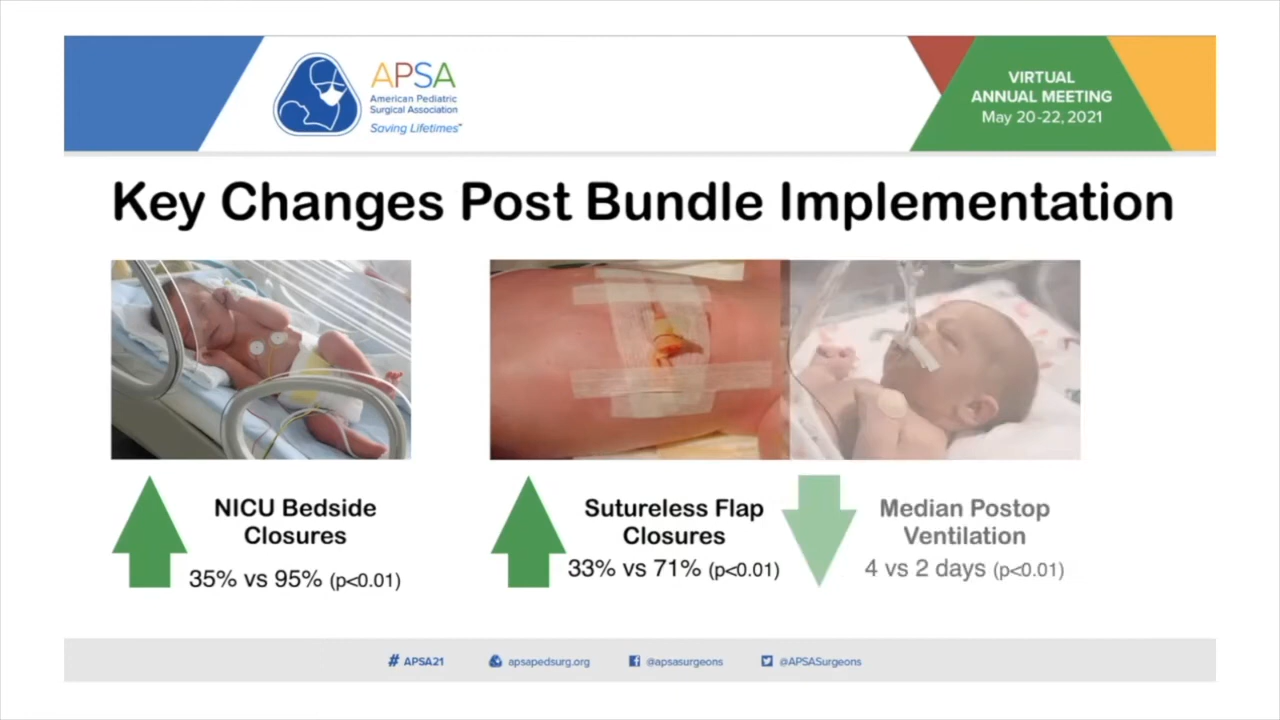 APSA
American Pediatric
Surgical Association
Saving Lifetimes™
VIRTUAL
ANNUAL MEETING
May 20-22, 2021
Key Changes Post Bundle Implementation
NICU Bedside
Closures
35% vs 95% (p<0.01)
Sutureless Flap
Closures
33% vs 71% (p<0.01)
Median Postop
Ventilation
4 vs 2 days (p<0.01)
# APSA21
apsapedsurg.org
@apsasurgeons
@APSASurgeons